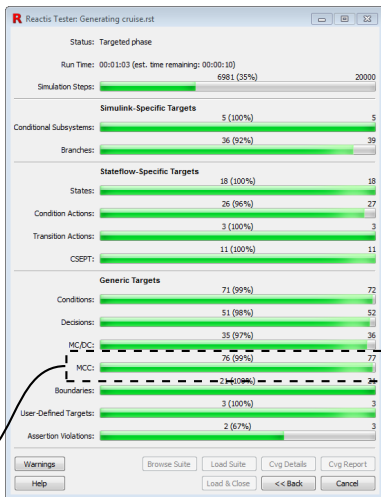 R Reactis Tester: Generating cruise.rst
Status: Targeted phase
Run Time: 00:01:03 (est. time remaining: 00:00:10)
6981 (35%) 20000
Simulation Steps:
Simulink-Specific Targets
5 (100%) 5
Conditional Subsystems:
36 (92%) 39
Branches:
Stateflow-Specific Targets
18 (100%) 18
States:
26 (96%) 27
Condition Actions:
3 (100%) 3
Transition Actions:
11 (100%) 11
CSEPT:
Generic Targets
71 (99%) 72
Conditions:
51 (98%) 52
Decisions:
35 (97%) 36
MC/DC:
76 (99%) 77
MCC:
21 (100%) 21
Boundaries:
3 (100%) 3
User-Defined Targets:
2 (67%) 3
Assertion Violations:
Warnings Browse Suite Load Suite Cvg Details Cvg Report
Help Load & Close << Back Cancel